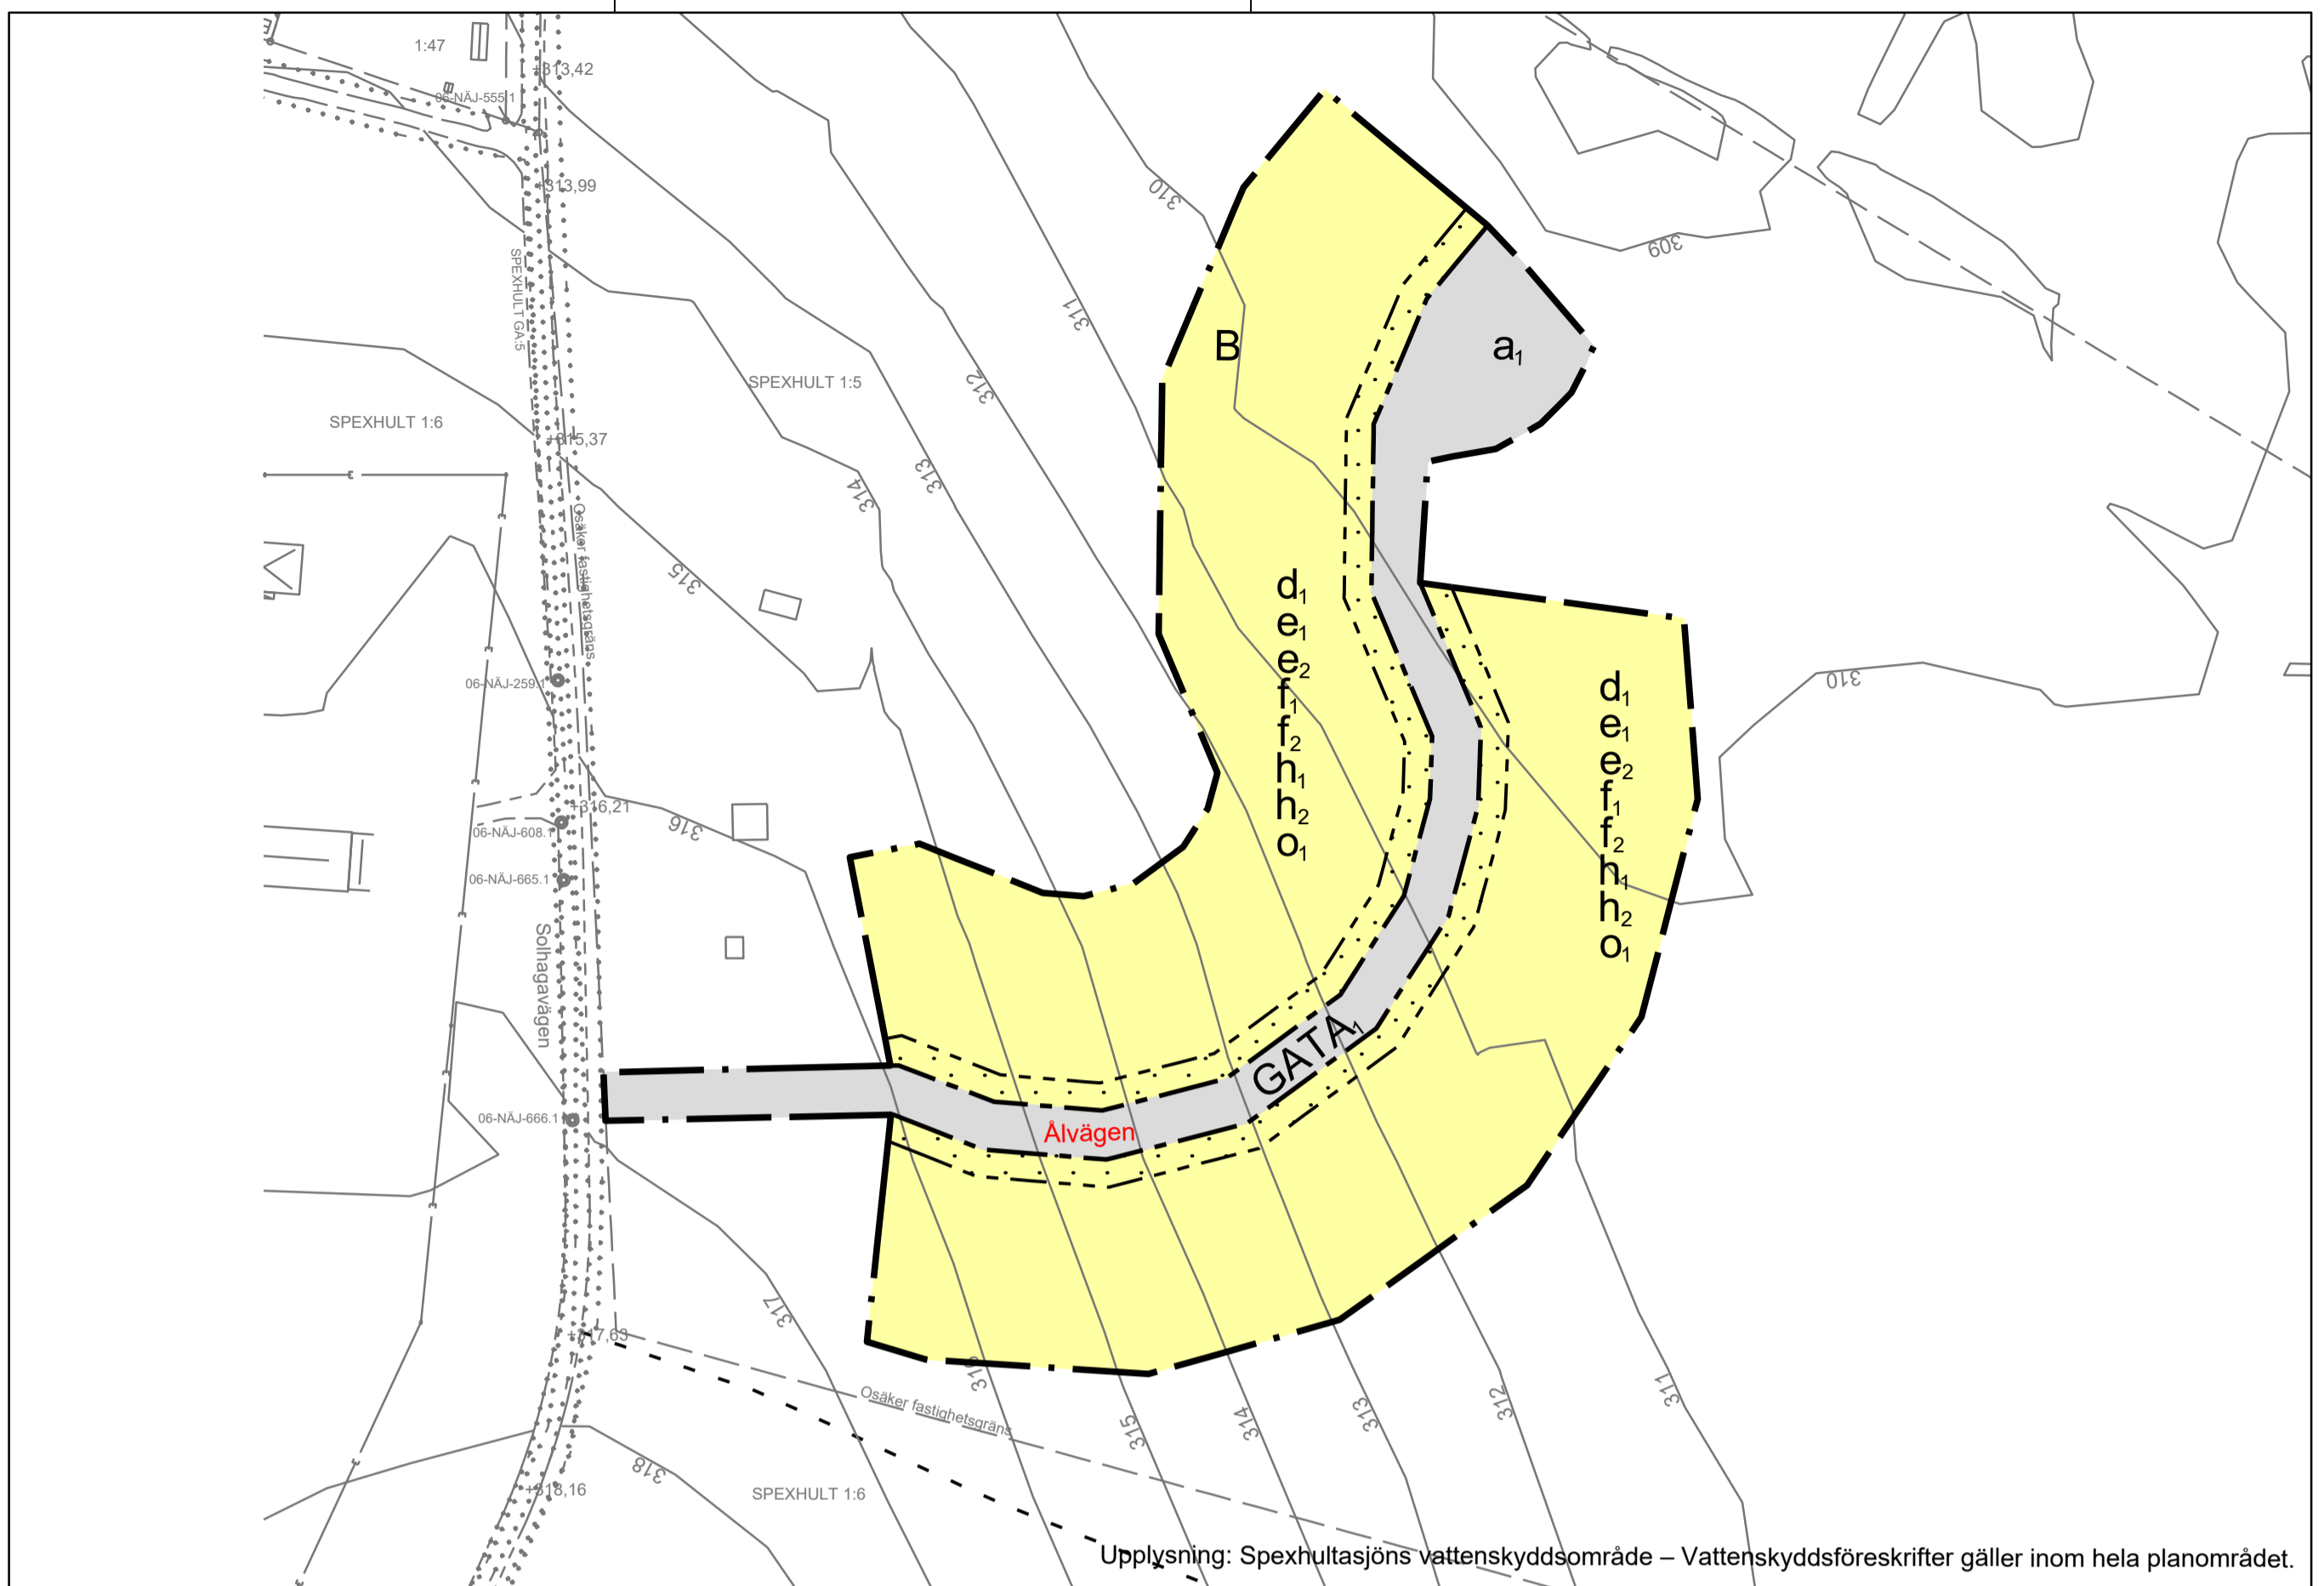 1:47
+313,42
06-NÄJ-555.1
+313,99
310
309
SPEXHULT GA:5
311
B
a1
312
SPEXHULT 1:5
SPEXHULT 1:6
+315,37
313
314
Osäker fastighetsgräns
315
d1
e1
e2
f1
f2
h1
h2
o1
06-NÄJ-259.1
310
d1
e1
e2
f1
f2
h1
h2
o1
+316,21
316
06-NÄJ-608.1
06-NÄJ-665.1
Solhagavägen
GATA1
06-NÄJ-666.1
Ålvägen
317
+317,63
316
Osäker fastighetsgräns
315
314
313
312
311
318
+318,16
SPEXHULT 1:6
Upplysning: Spexhultasjöns vattenskyddsområde – Vattenskyddsföreskrifter gäller inom hela planområdet.